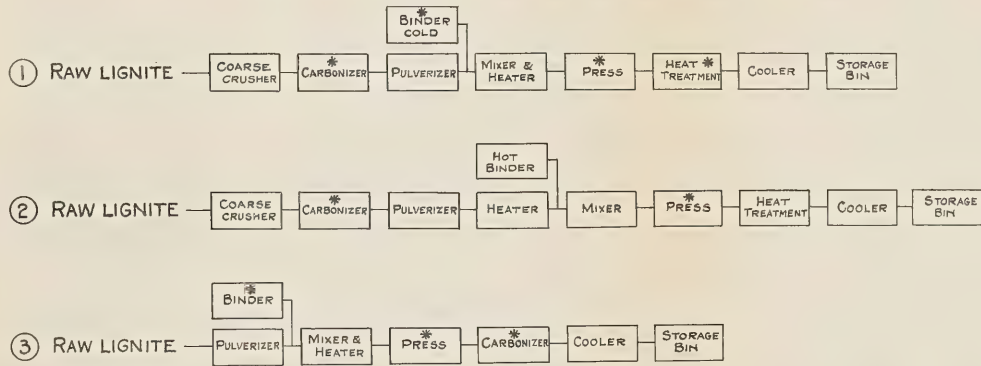 * BINDER
COLD
① RAW LIGNITE
COARSE
CRUSHER
* CARBONIZER
PULVERIZER
MIXER &
HEATER
* PRESS
HEAT *
TREATMENT
COOLER
STORAGE
BIN
HOT
BINDER
② RAW LIGNITE
COARSE
CRUSHER
* CARBONIZER
PULVERIZER
HEATER
MIXER
* PRESS
HEAT
TREATMENT
COOLER
STORAGE
BIN
* BINDER
③ RAW LIGNITE
PULVERIZER
MIXER &
HEATER
* PRESS
* CARBONIZER
COOLER
STORAGE
BIN